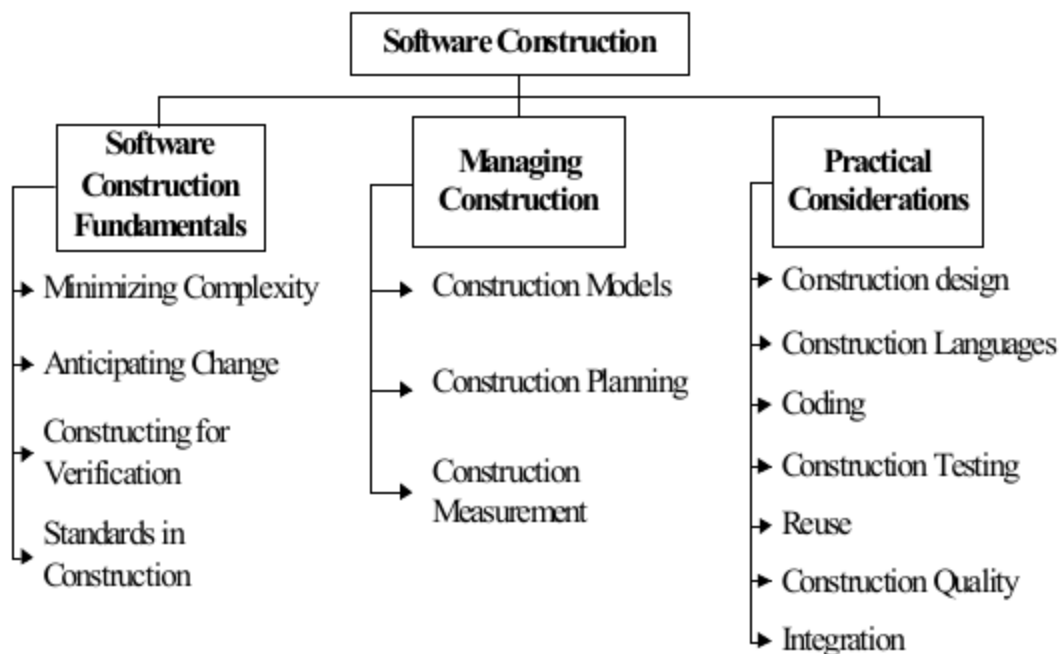 Software Construction
Software
Construction
Fundamentals
Minimizing Complexity
Anticipating Change
Constructing for
Verification
Standards in
Construction
Managing
Construction
Construction Models
Construction Planning
Construction
Measurement
Practical
Considerations
Construction design
Construction Languages
Coding
Construction Testing
Reuse
Construction Quality
Integration